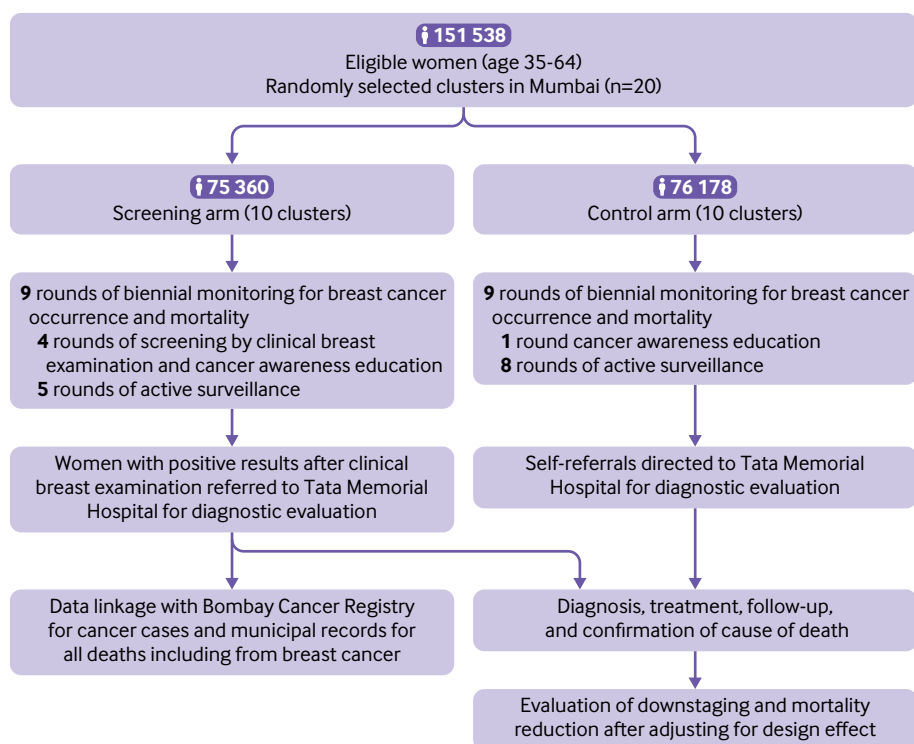 151 538
Eligible women (age 35-64)
Randomly selected clusters in Mumbai (n=20)
75 360
Screening arm (10 clusters)
76 178
Control arm (10 clusters)
9 rounds of biennial monitoring for breast cancer
occurrence and mortality
4 rounds of screening by clinical breast
examination and cancer awareness education
5 rounds of active surveillance
9 rounds of biennial monitoring for breast cancer
occurrence and mortality
1 round cancer awareness education
8 rounds of active surveillance
Women with positive results after clinical
breast examination referred to Tata Memorial
Hospital for diagnostic evaluation
Self-referrals directed to Tata Memorial
Hospital for diagnostic evaluation
Data linkage with Bombay Cancer Registry
for cancer cases and municipal records for
all deaths including from breast cancer
Diagnosis, treatment, follow-up,
and confirmation of cause of death
Evaluation of downstaging and mortality
reduction after adjusting for design effect